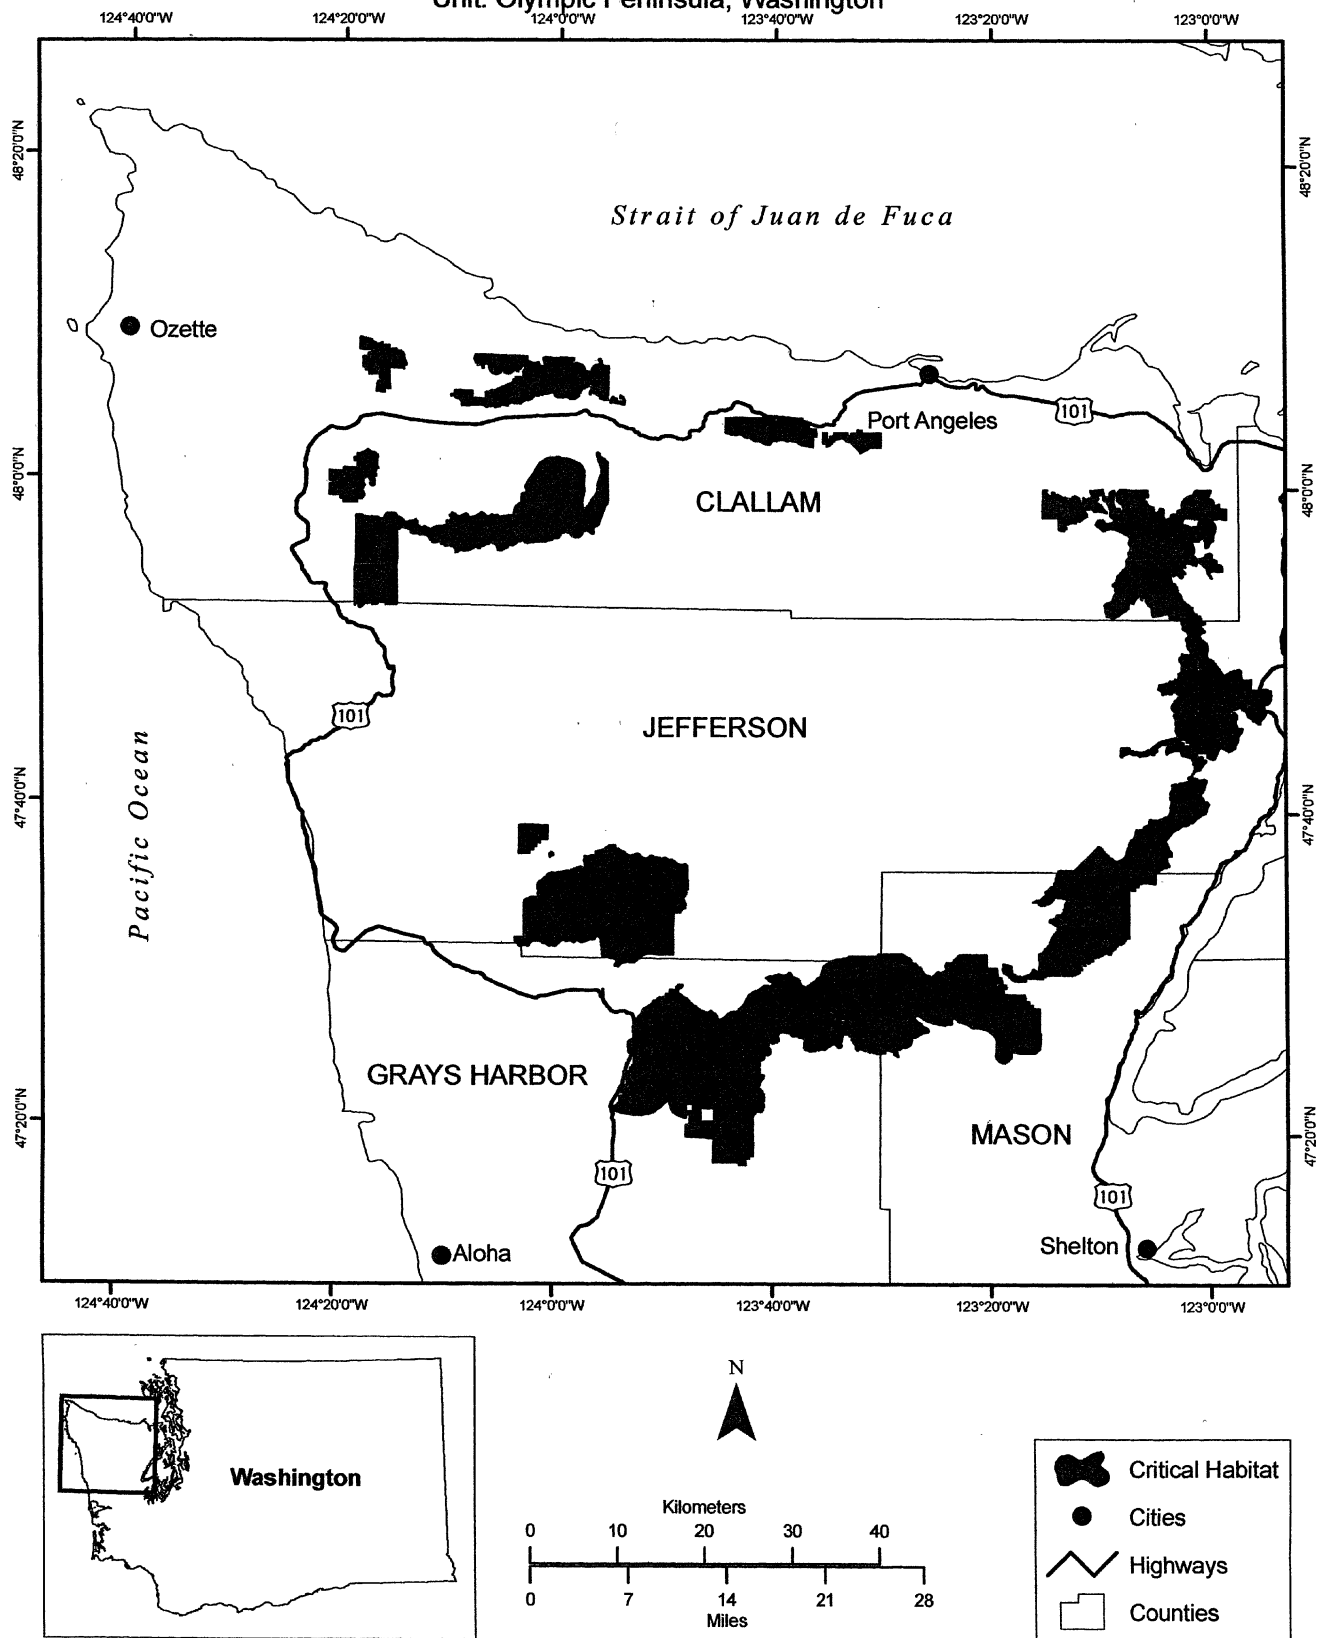 Unit: Olympic Peninsula, Washington
124°40'0"W 124°20'0"W 124°0'0"W 123°40'0"W 123°20'0"W 123°0'0"W
48°20'0"N
48°20'0"N
Strait of Juan de Fuca
Ozette
101
Port Angeles
48°0'0"N
48°0'0"N
CLALLAM
101
JEFFERSON
Pacific Ocean
47°40'0"N
47°40'0"N
GRAYS HARBOR
47°20'0"N
47°20'0"N
MASON
101
101
Aloha
Shelton
124°40'0"W 124°20'0"W 124°0'0"W 123°40'0"W 123°20'0"W 123°0'0"W
Washington
N
Kilometers
0 10 20 30 40
0 7 14 21 28
Miles
Critical Habitat
Cities
Highways
Counties